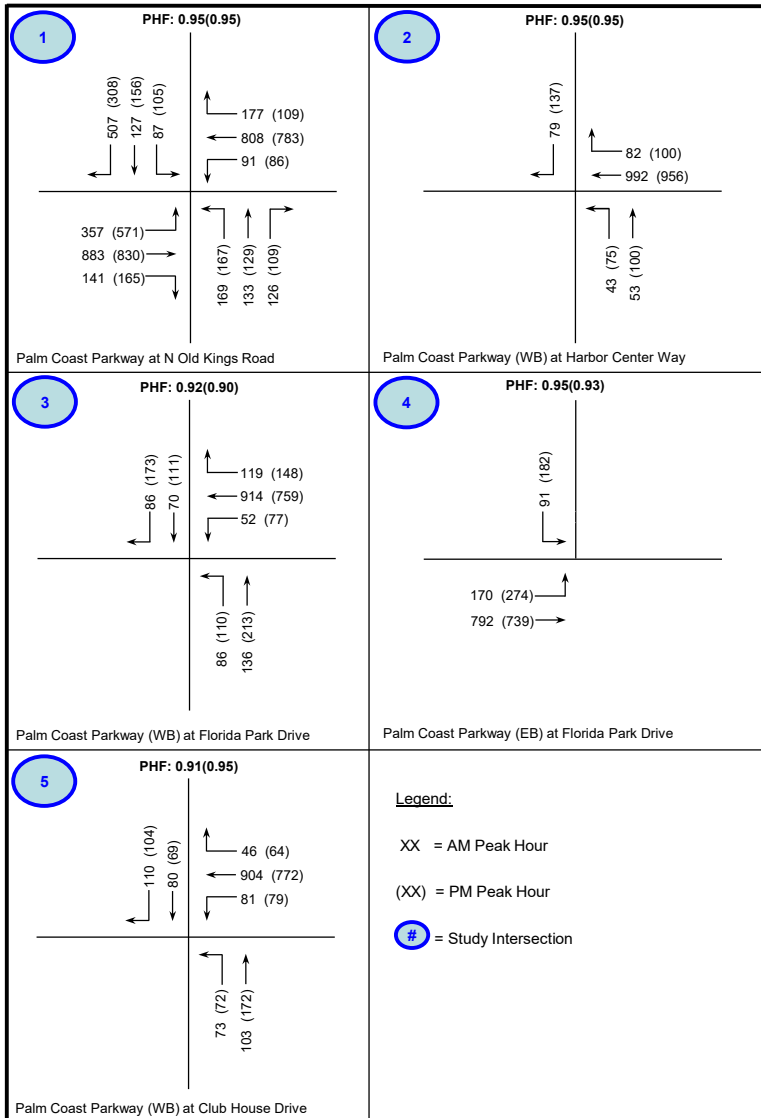 1
PHF: 0.95(0.95)
507 (308)
127 (156)
87 (105)
177 (109)
808 (783)
91 (86)
357 (571)
883 (830)
141 (165)
169 (167)
133 (129)
126 (109)
Palm Coast Parkway at N Old Kings Road
2
PHF: 0.95(0.95)
79 (137)
82 (100)
992 (956)
43 (75)
53 (100)
Palm Coast Parkway (WB) at Harbor Center Way
3
PHF: 0.92(0.90)
86 (173)
70 (111)
119 (148)
914 (759)
52 (77)
86 (110)
136 (213)
Palm Coast Parkway (WB) at Florida Park Drive
4
PHF: 0.95(0.93)
91 (182)
170 (274)
792 (739)
Palm Coast Parkway (EB) at Florida Park Drive
5
PHF: 0.91(0.95)
110 (104)
80 (69)
46 (64)
904 (772)
81 (79)
73 (72)
103 (172)
Palm Coast Parkway (WB) at Club House Drive
Legend:
XX = AM Peak Hour
(XX) = PM Peak Hour
# = Study Intersection